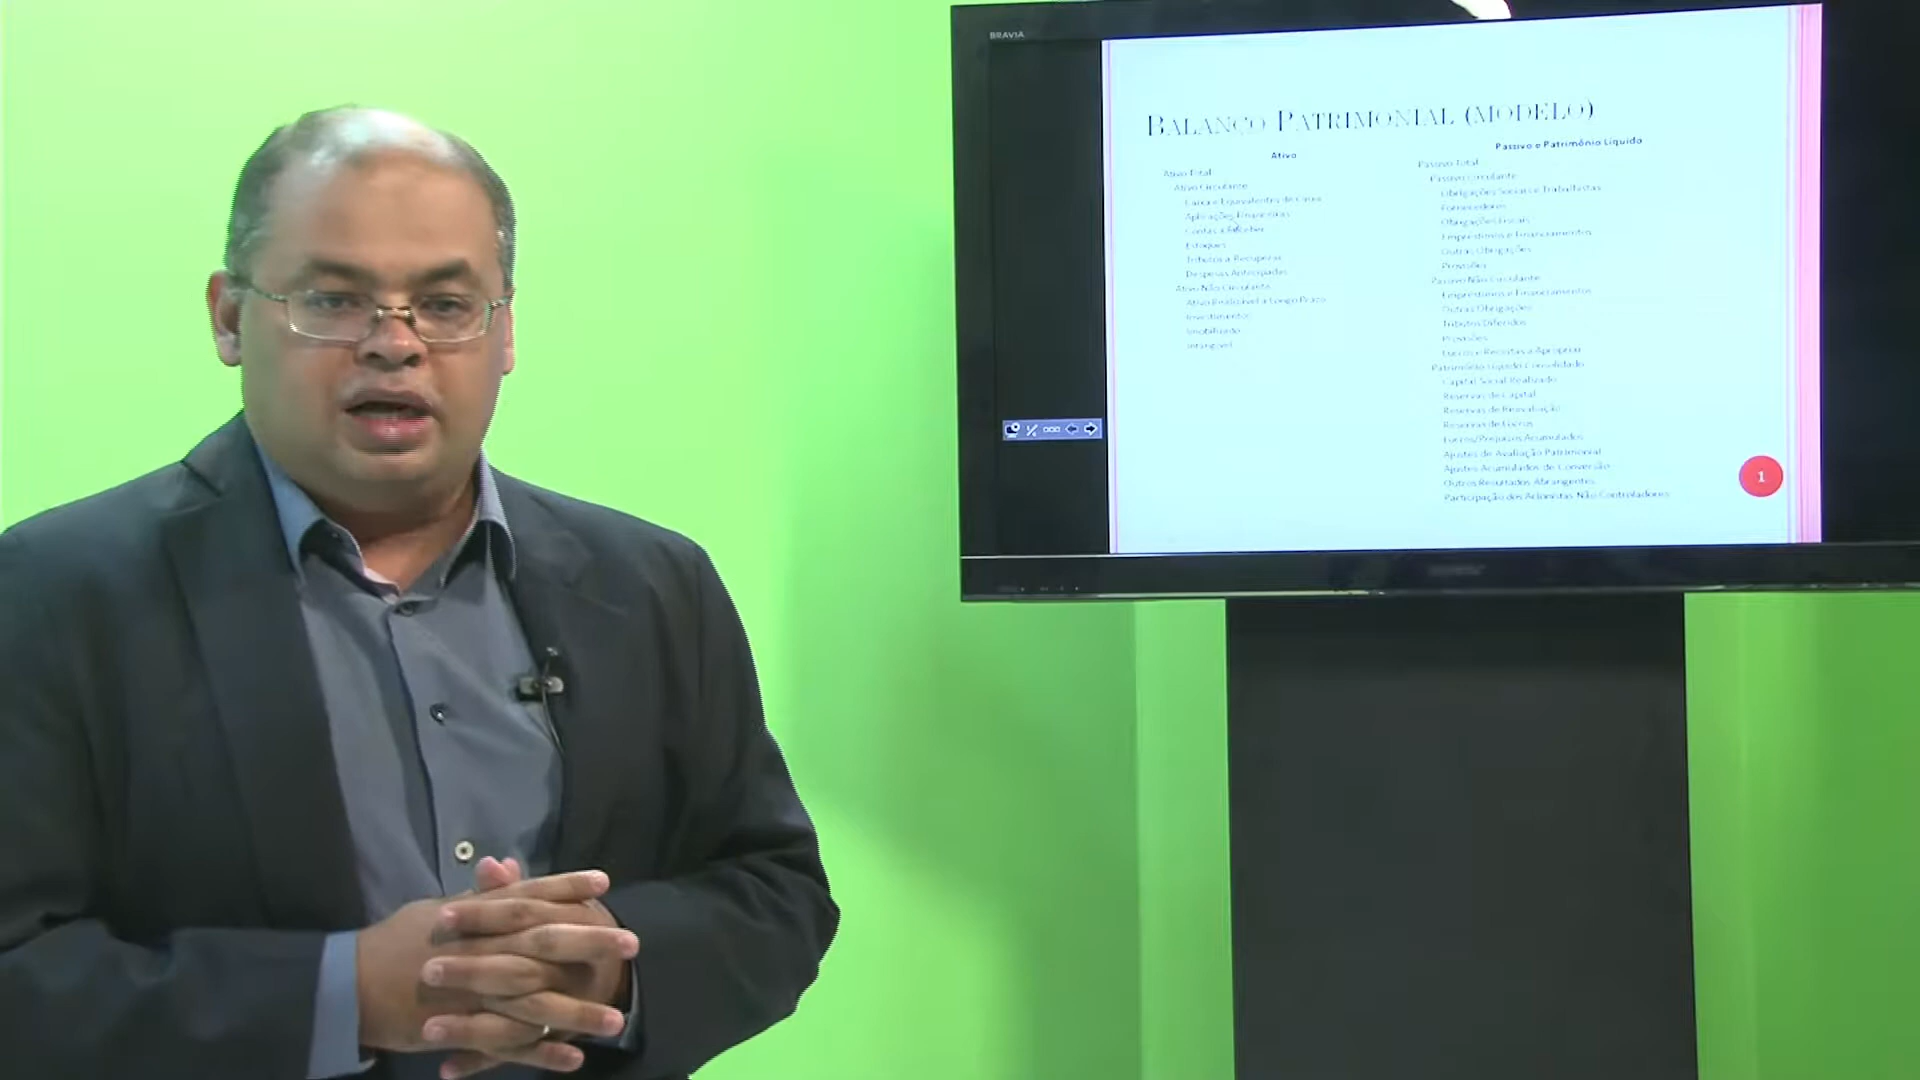 BRAVIA
BALANÇO PATRIMONIAL (MODELO)
Ativo
Ativo Total
Ativo Circulante
Caixa e Equivalentes de Caixa
Aplicações Financeiras
Contas a Receber
Estoques
Tributos a Recuperar
Despesas Antecipadas
Ativo Não Circulante
Ativo Realizável a Longo Prazo
Investimentos
Imobilizado
Intangível
Passivo e Patrimônio Líquido
Passivo Total
Passivo Circulante
Obrigações Sociais e Trabalhistas
Fornecedores
Obrigações Fiscais
Empréstimos e Financiamentos
Outras Obrigações
Provisões
Passivo Não Circulante
Empréstimos e Financiamentos
Outras Obrigações
Tributos Diferidos
Provisões
Lucros e Receitas a Apropriar
Patrimônio Líquido Consolidado
Capital Social Realizado
Reservas de Capital
Reservas de Reavaliação
Reservas de Lucros
Lucros/Prejuízos Acumulados
Ajustes de Avaliação Patrimonial
Ajustes Acumulados de Conversão
Outros Resultados Abrangentes
Participação dos Acionistas Não Controladores
1